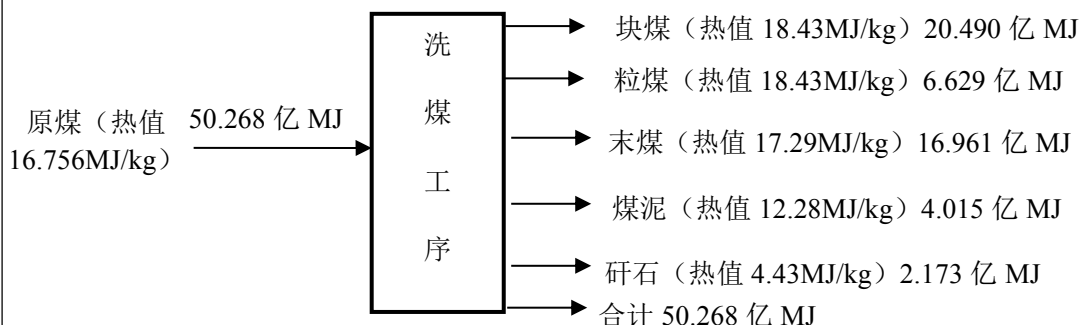 原煤（热值
16.756MJ/kg）
50.268 亿 MJ
洗
煤
工
序
块煤（热值 18.43MJ/kg）20.490 亿 MJ
粒煤（热值 18.43MJ/kg）6.629 亿 MJ
末煤（热值 17.29MJ/kg）16.961 亿 MJ
煤泥（热值 12.28MJ/kg）4.015 亿 MJ
矸石（热值 4.43MJ/kg）2.173 亿 MJ
合计 50.268 亿 MJ